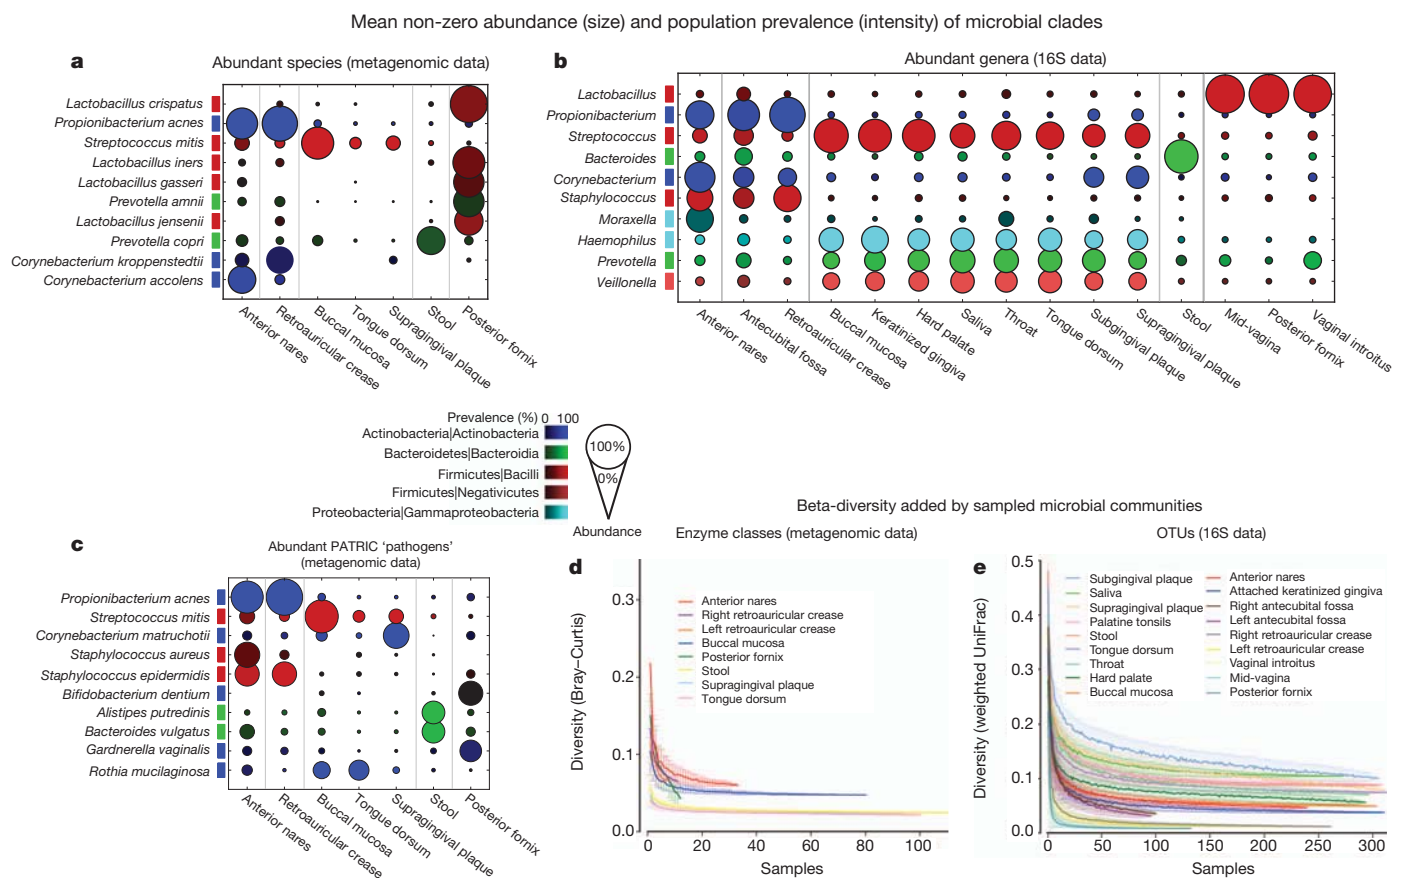 Mean non-zero abundance (size) and population prevalence (intensity) of microbial clades
a
Abundant species (metagenomic data)
Lactobacillus crispatus
Propionibacterium acnes
Streptococcus mitis
Lactobacillus iners
Lactobacillus gasseri
Prevotella amnii
Lactobacillus jensenii
Prevotella copri
Corynebacterium kroppenstedtii
Corynebacterium accolens
Anterior nares
Retroauricular crease
Buccal mucosa
Tongue dorsum
Supragingival plaque
Stool
Posterior fornix
b
Abundant genera (16S data)
Lactobacillus
Propionibacterium
Streptococcus
Bacteroides
Corynebacterium
Staphylococcus
Moraxella
Haemophilus
Prevotella
Veillonella
Anterior nares
Antecubital fossa
Retroauricular crease
Buccal mucosa
Keratinized gingiva
Hard palate
Saliva
Throat
Tongue dorsum
Subgingival plaque
Supragingival plaque
Stool
Mid-vagina
Posterior fornix
Vaginal introitus
Prevalence (%) 0 100
Actinobacteria|Actinobacteria
Bacteroidetes|Bacteroidia
Firmicutes|Bacilli
Firmicutes|Negativicutes
Proteobacteria|Gammaproteobacteria
100%
0%
Abundance
c
Abundant PATRIC ‘pathogens’
(metagenomic data)
Propionibacterium acnes
Streptococcus mitis
Corynebacterium matruchotii
Staphylococcus aureus
Staphylococcus epidermidis
Bifidobacterium dentium
Alistipes putredinis
Bacteroides vulgatus
Gardnerella vaginalis
Rothia mucilaginosa
Anterior nares
Retroauricular crease
Buccal mucosa
Tongue dorsum
Supragingival plaque
Stool
Posterior fornix
Beta-diversity added by sampled microbial communities
d
Enzyme classes (metagenomic data)
Diversity (Bray–Curtis)
0.3
0.2
0.1
0.0
Anterior nares
Right retroauricular crease
Left retroauricular crease
Buccal mucosa
Posterior fornix
Stool
Supragingival plaque
Tongue dorsum
0 20 40 60 80 100
Samples
e
OTUs (16S data)
Diversity (weighted UniFrac)
0.5
0.4
0.3
0.2
0.1
0.0
Subgingival plaque
Saliva
Supragingival plaque
Palatine tonsils
Stool
Tongue dorsum
Throat
Hard palate
Buccal mucosa
Anterior nares
Attached keratinized gingiva
Right antecubital fossa
Left antecubital fossa
Right retroauricular crease
Left retroauricular crease
Vaginal introitus
Mid-vagina
Posterior fornix
0 50 100 150 200 250 300
Samples